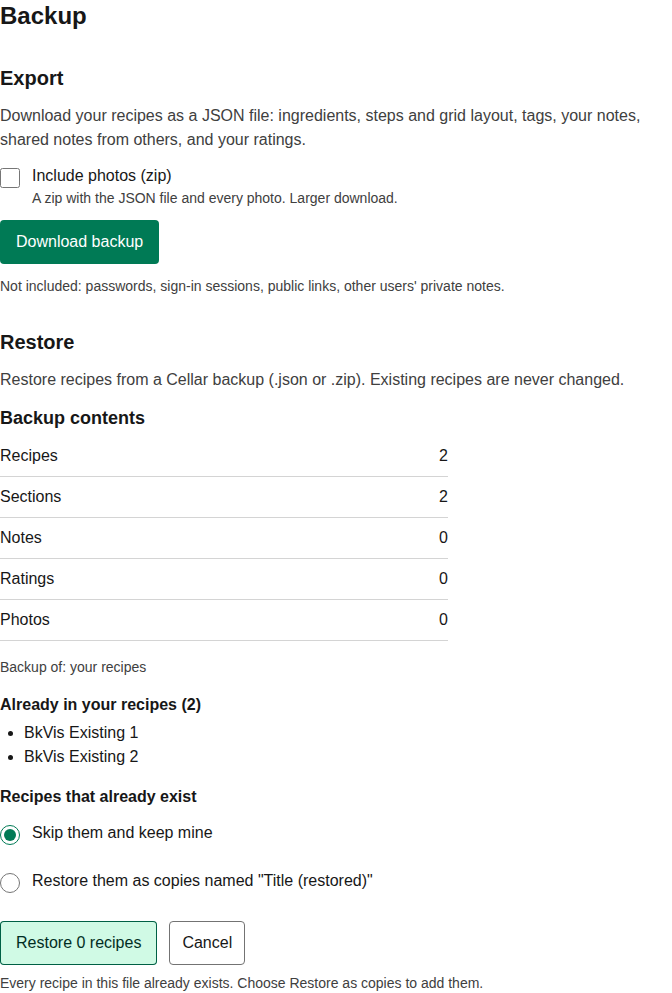 Backup
Export
Download your recipes as a JSON file: ingredients, steps and grid layout, tags, your notes,
shared notes from others, and your ratings.
Include photos (zip)
A zip with the JSON file and every photo. Larger download.
Download backup
Not included: passwords, sign-in sessions, public links, other users' private notes.
Restore
Restore recipes from a Cellar backup (.json or .zip). Existing recipes are never changed.
Backup contents
Recipes 2
Sections 2
Notes 0
Ratings 0
Photos 0
Backup of: your recipes
Already in your recipes (2)
• BkVis Existing 1
• BkVis Existing 2
Recipes that already exist
Skip them and keep mine
Restore them as copies named "Title (restored)"
Restore 0 recipes Cancel
Every recipe in this file already exists. Choose Restore as copies to add them.